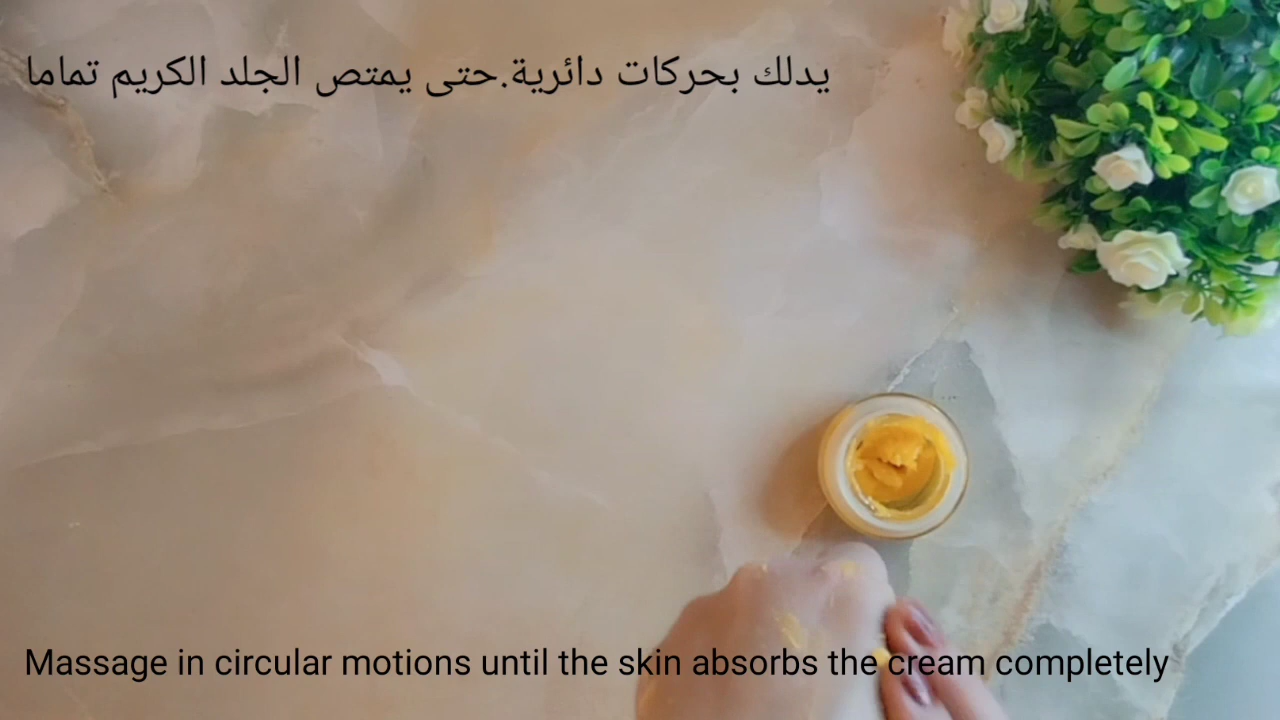 يدلك بحركات دائرية.حتى يمتص الجلد الكريم تماما
Massage in circular motions until the skin absorbs the cream completely